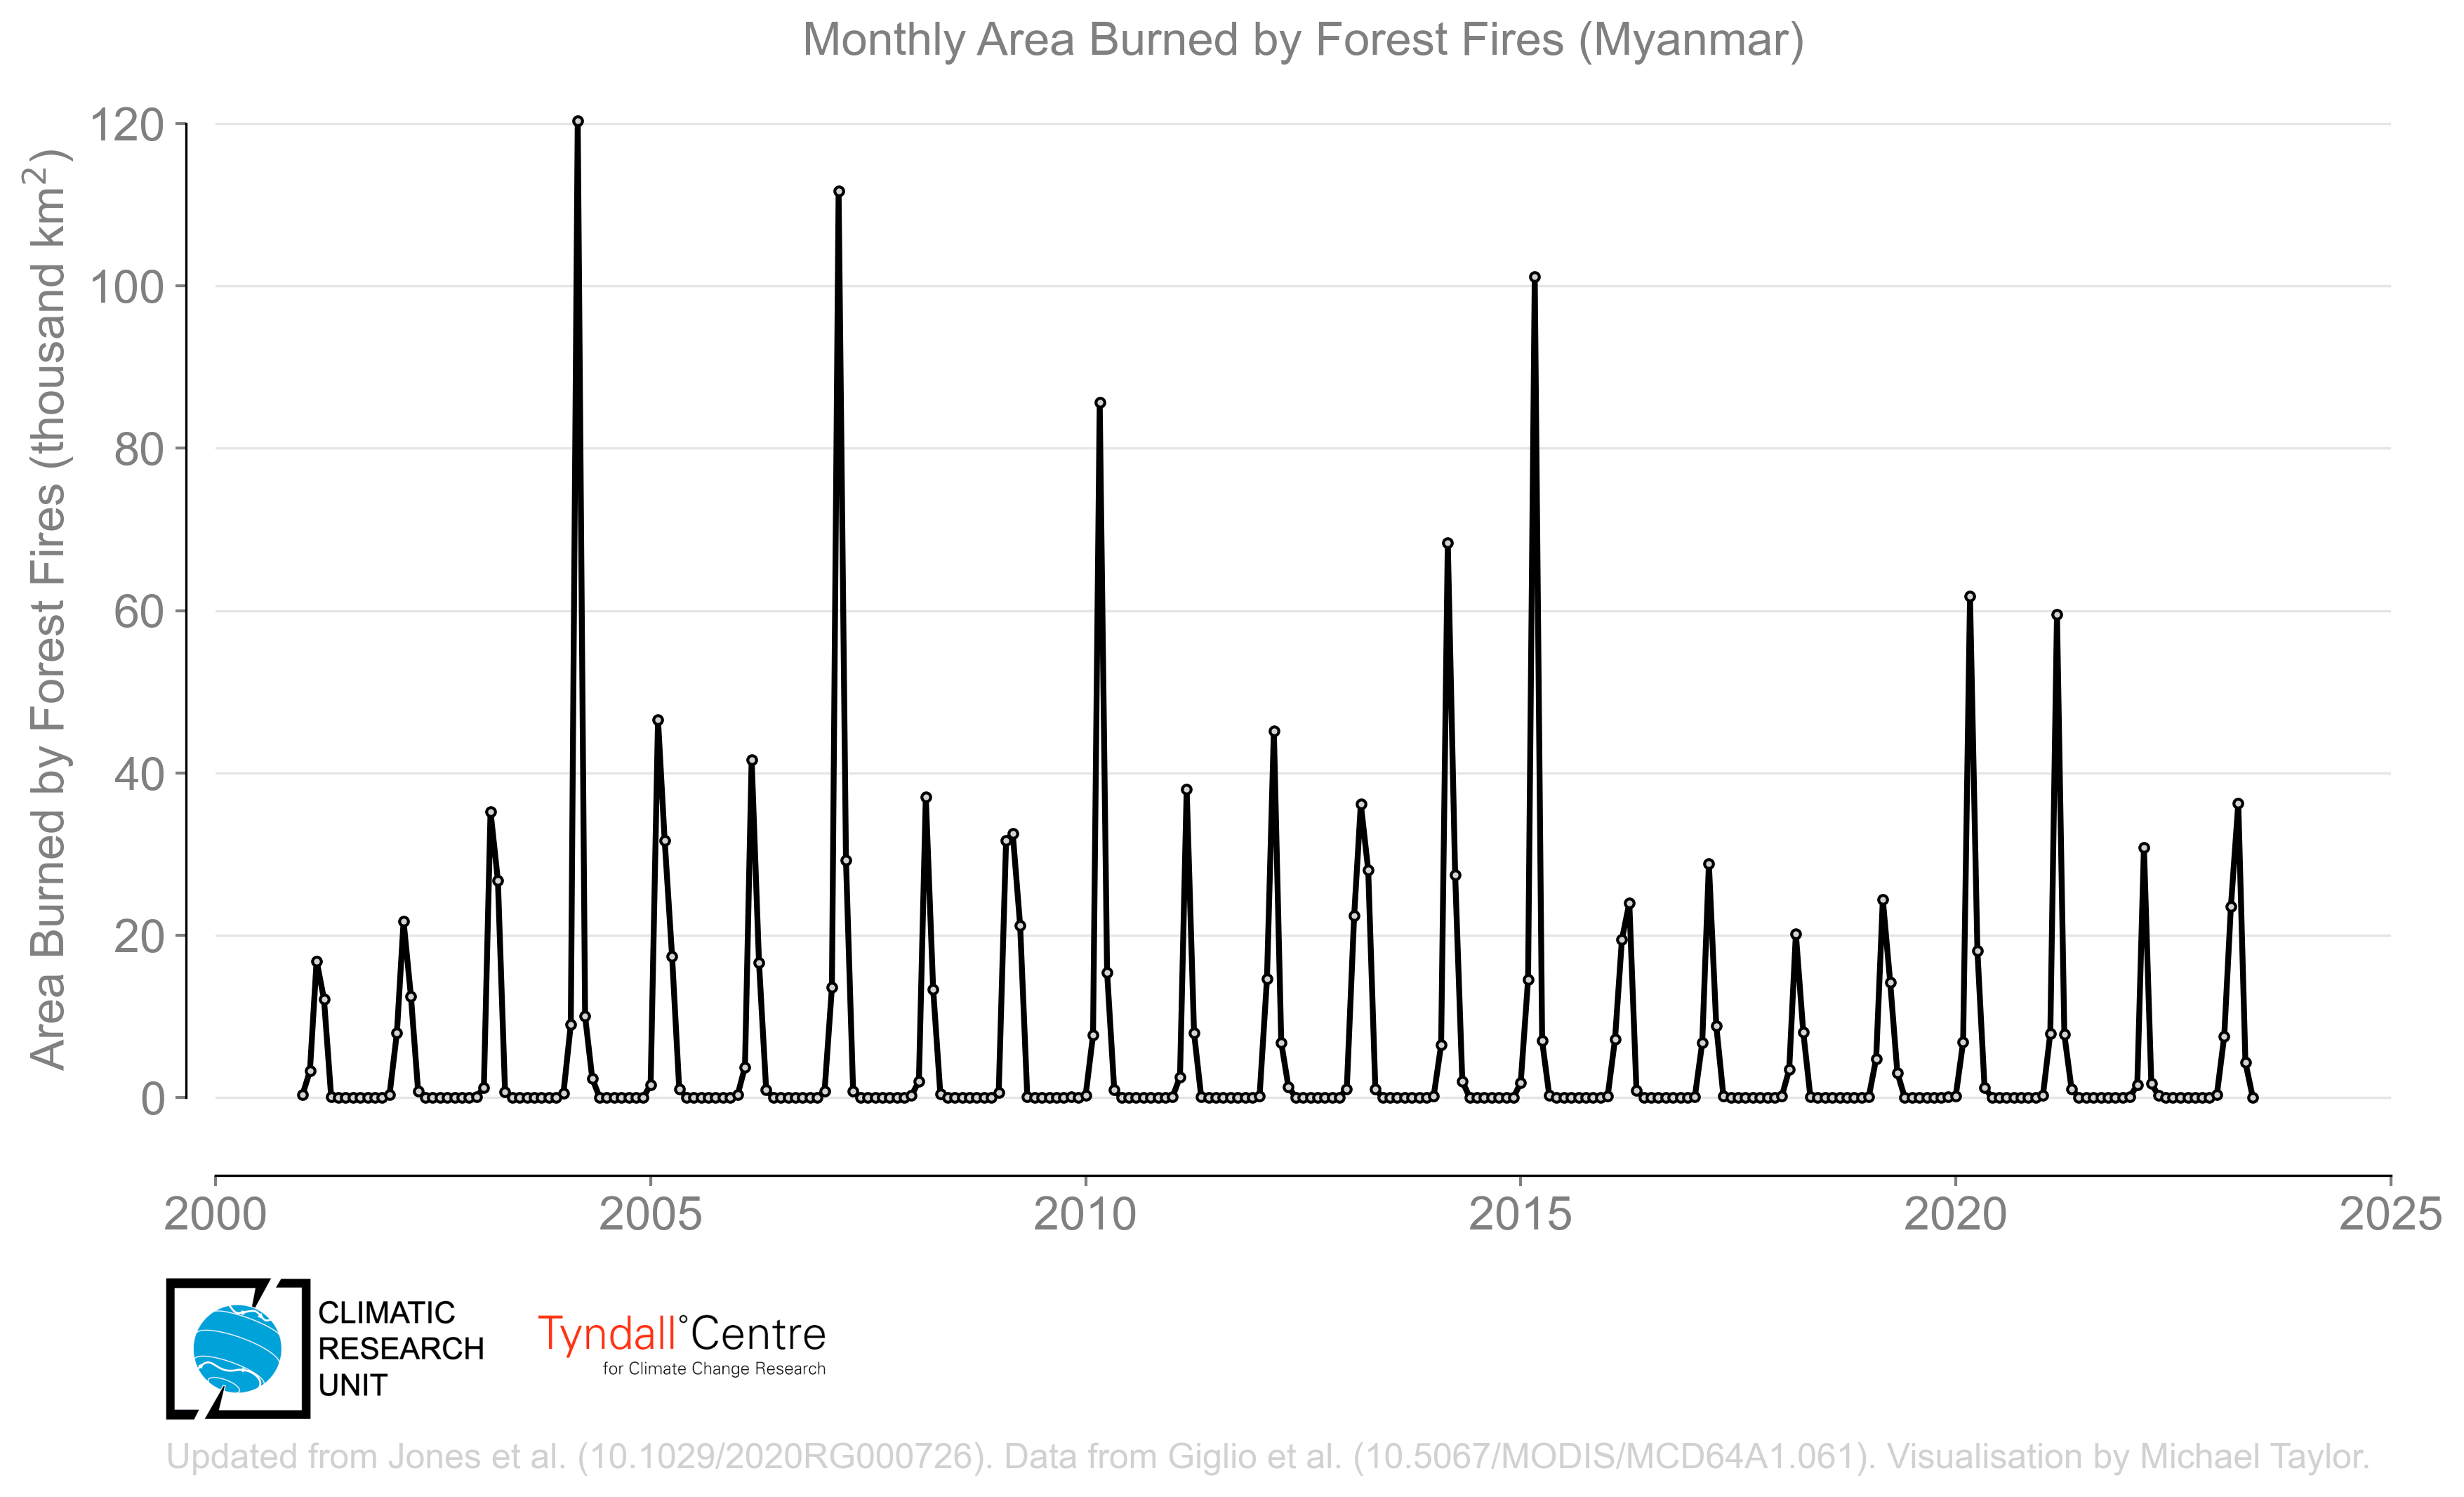 Monthly Area Burned by Forest Fires (Myanmar)
Area Burned by Forest Fires (thousand km²)
120
100
80
60
40
20
0
2000 2005 2010 2015 2020 2025
CLIMATIC
RESEARCH
UNIT
Tyndall°Centre
for Climate Change Research
Updated from Jones et al. (10.1029/2020RG000726). Data from Giglio et al. (10.5067/MODIS/MCD64A1.061). Visualisation by Michael Taylor.